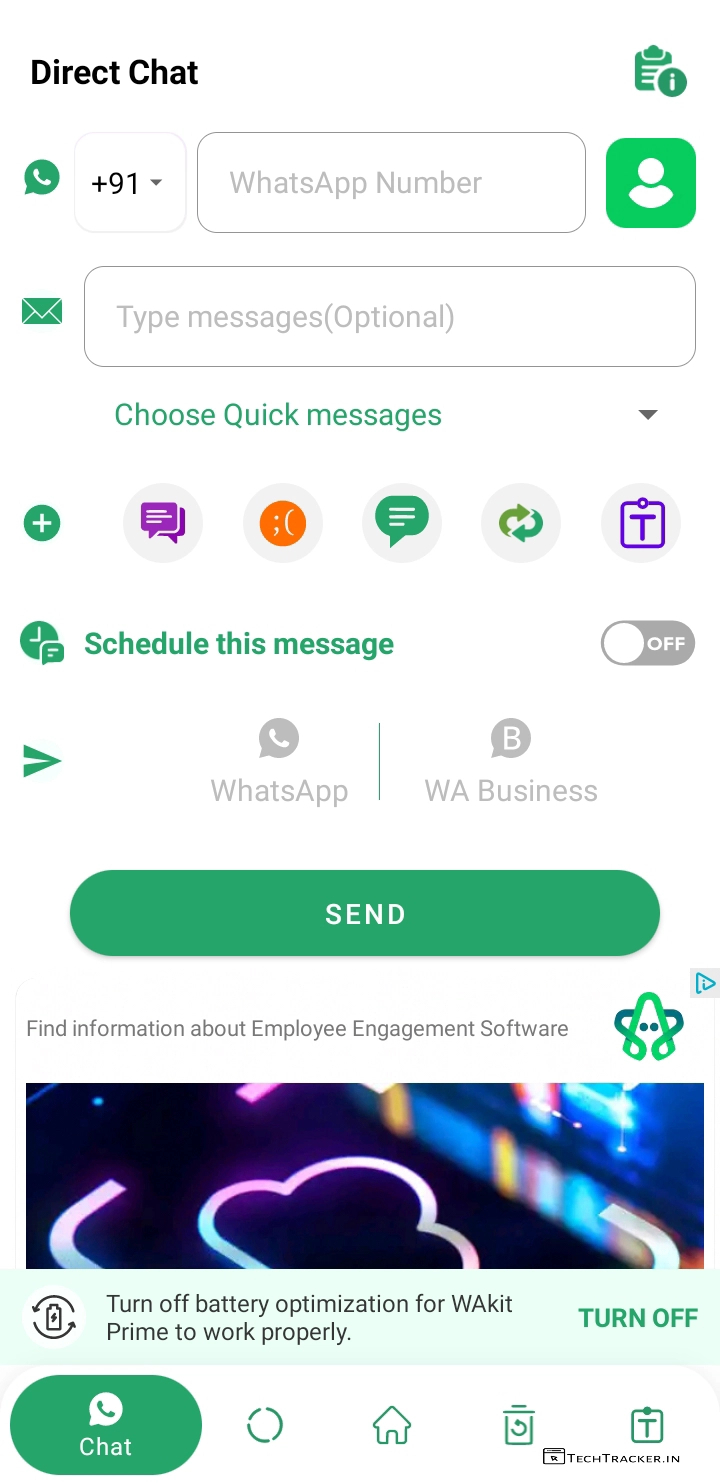 Direct Chat
+91
WhatsApp Number
Type messages(Optional)
Choose Quick messages
;(
T
Schedule this message
OFF
WhatsApp
B
WA Business
SEND
Find information about Employee Engagement Software
Turn off battery optimization for WAkit
Prime to work properly.
TURN OFF
Chat
T
TECHTRACKER.IN